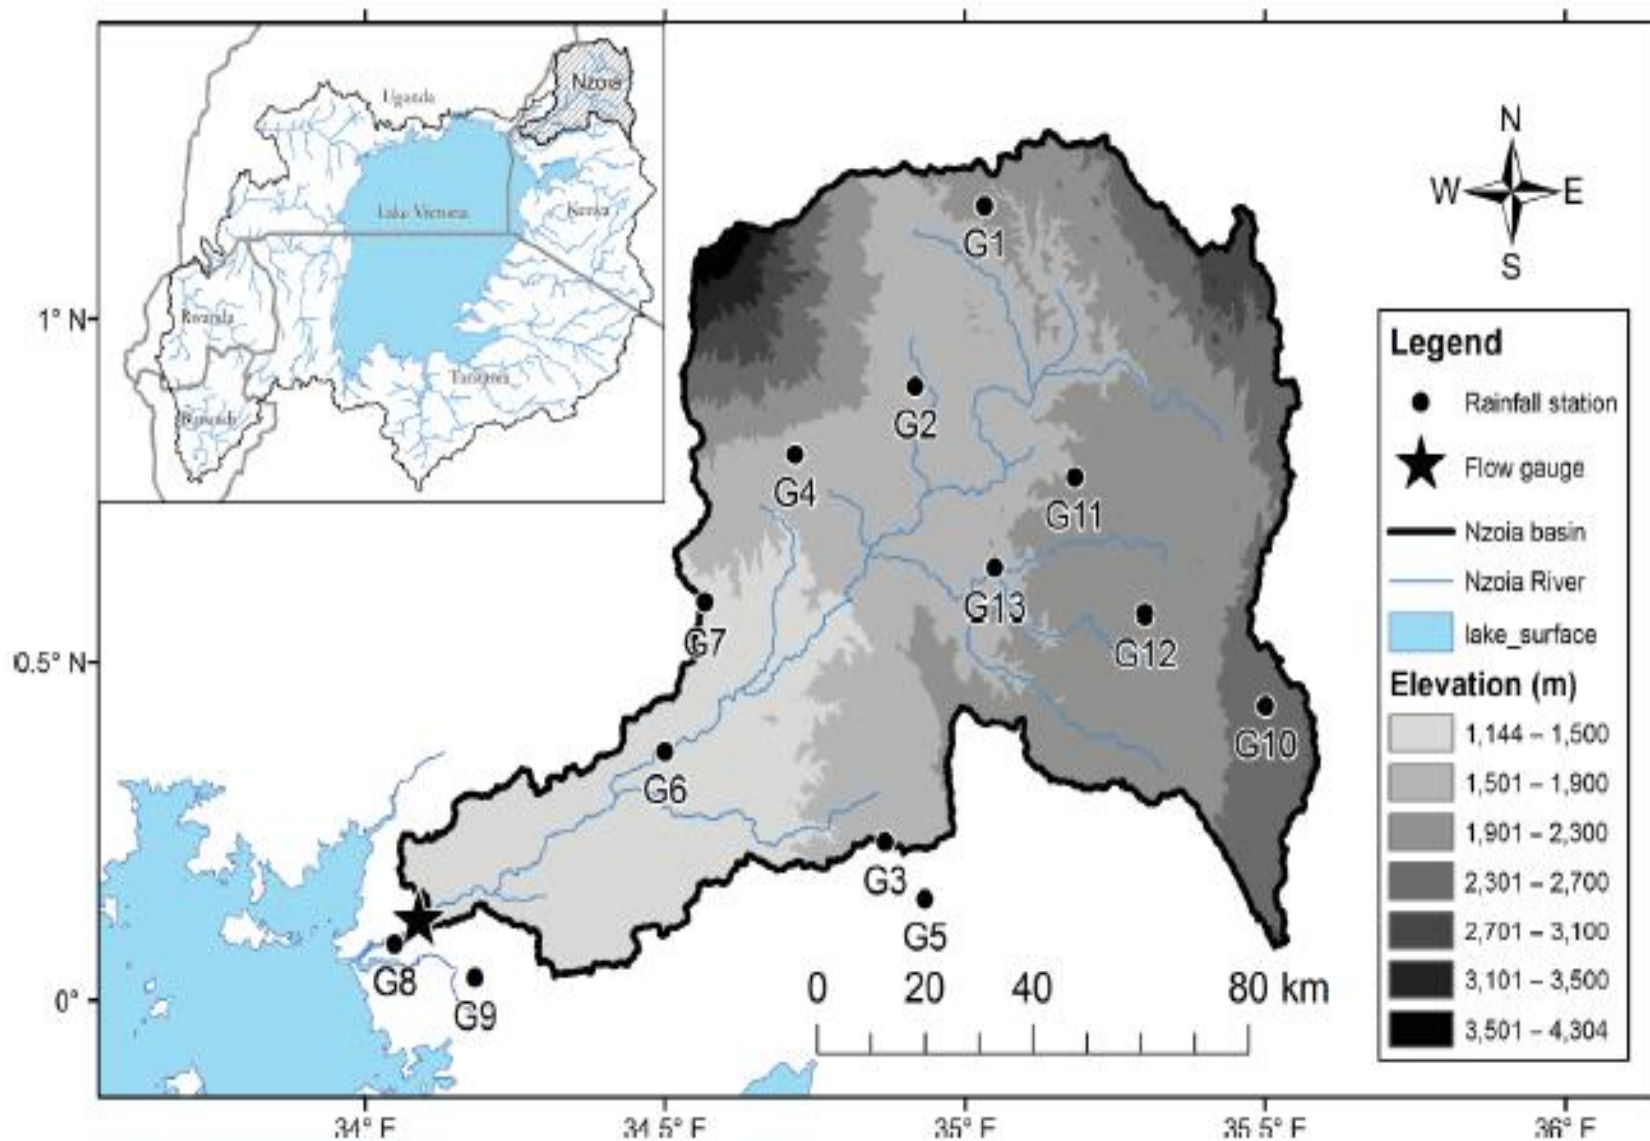 Uganda
Nzoia
Lake Victoria
Kenya
Rwanda
Tanzania
Burundi
N
W
E
S
1° N
0.5° N
0°
34° E
34.5° E
35° E
35.5° E
36° E
G1
G2
G4
G11
G13
G7
G12
G10
G6
G3
G5
G8
G9
0 20 40 80 km
Legend
Rainfall station
Flow gauge
Nzoia basin
Nzoia River
lake_surface
Elevation (m)
1,144 – 1,500
1,501 – 1,900
1,901 – 2,300
2,301 – 2,700
2,701 – 3,100
3,101 – 3,500
3,501 – 4,304